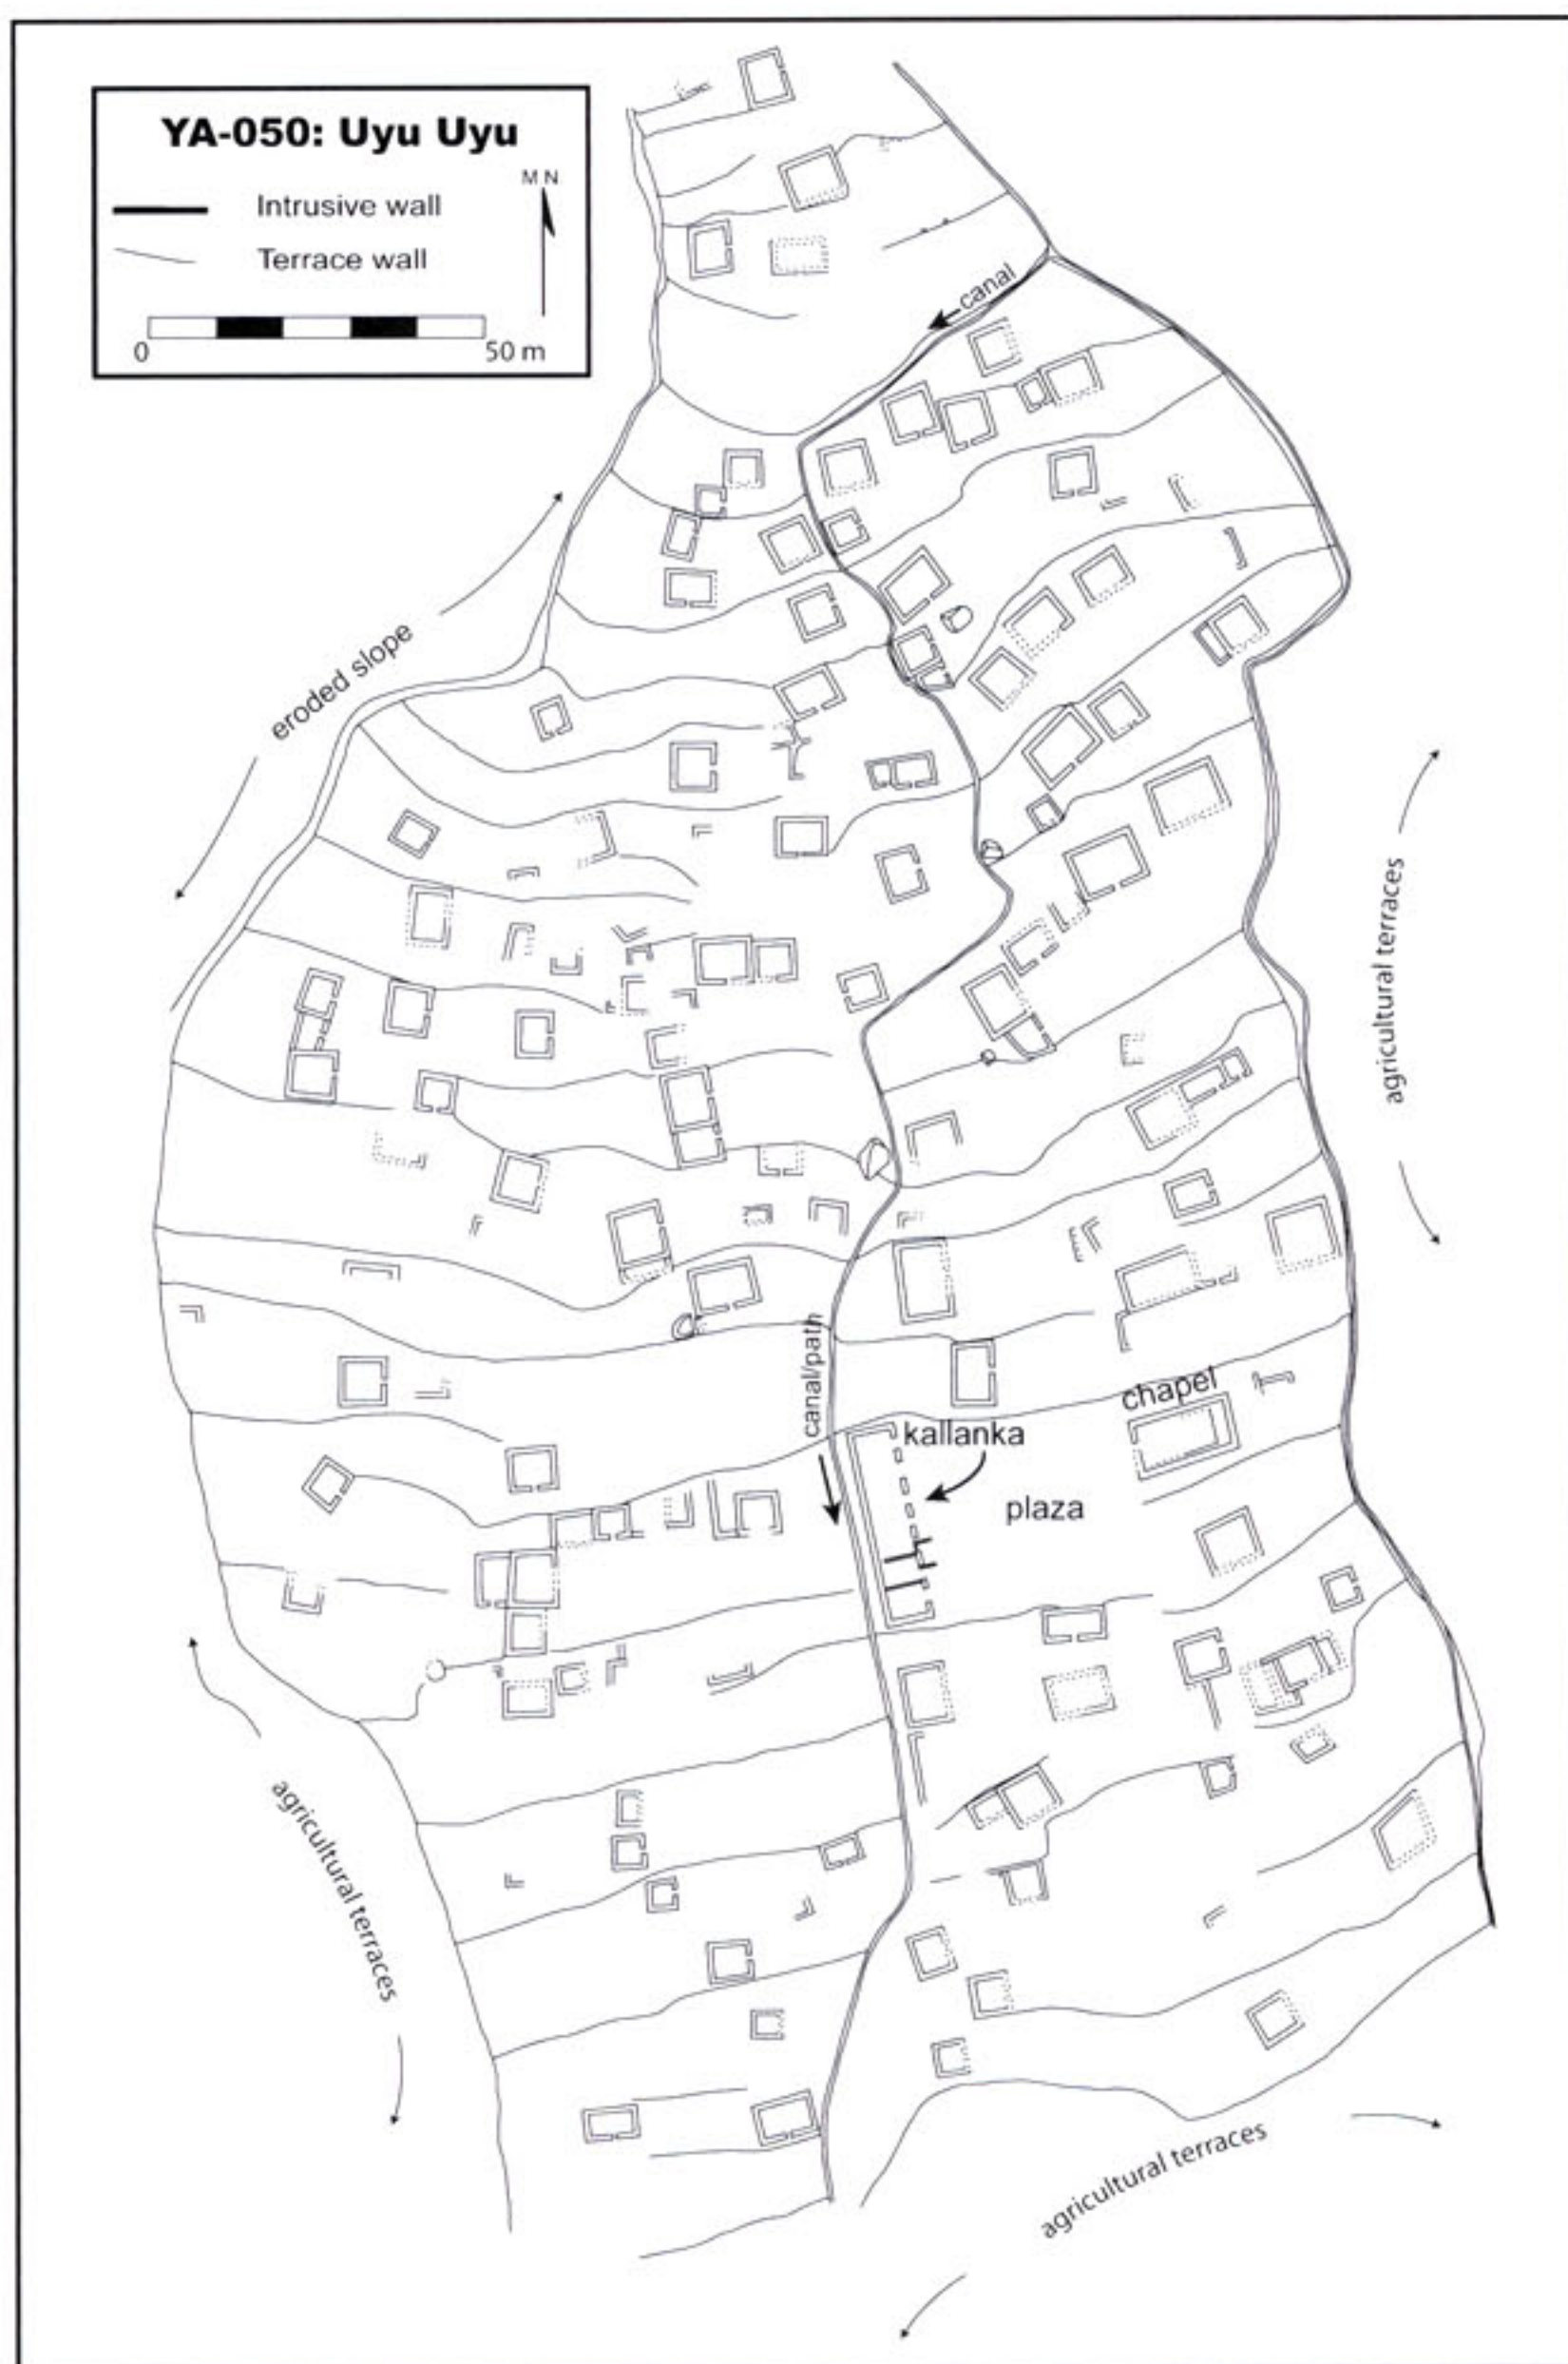 YA-050: Uyu Uyu
M N
Intrusive wall
Terrace wall
0
50 m
canal
eroded slope
agricultural terraces
canal/path
chapel
kallanka
plaza
agricultural terraces
agricultural terraces